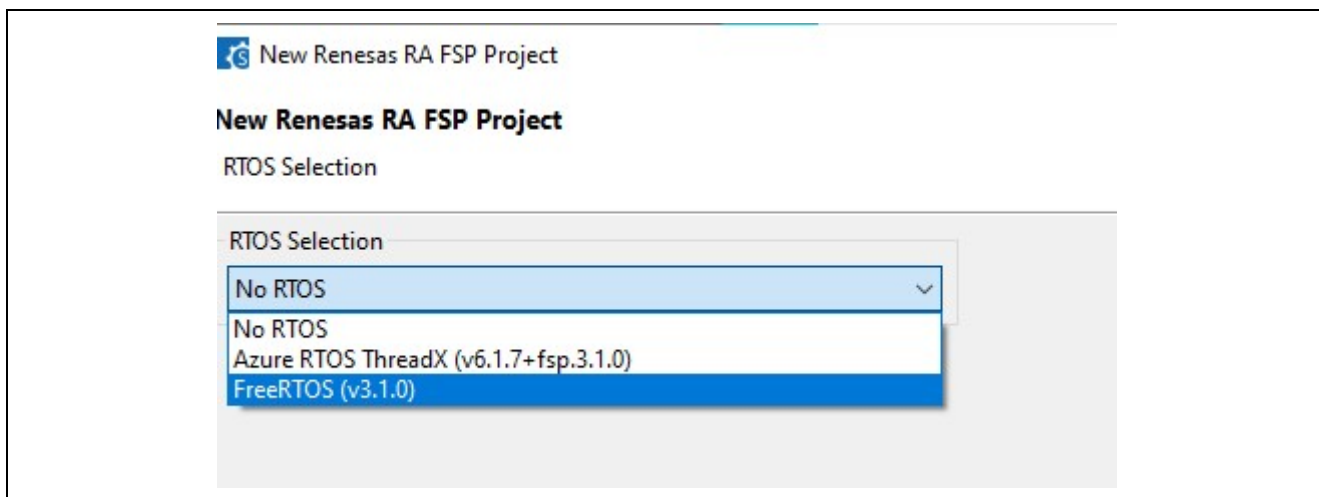 New Renesas RA FSP Project
New Renesas RA FSP Project
RTOS Selection
RTOS Selection
No RTOS
No RTOS
Azure RTOS ThreadX (v6.1.7+fsp.3.1.0)
FreeRTOS (v3.1.0)